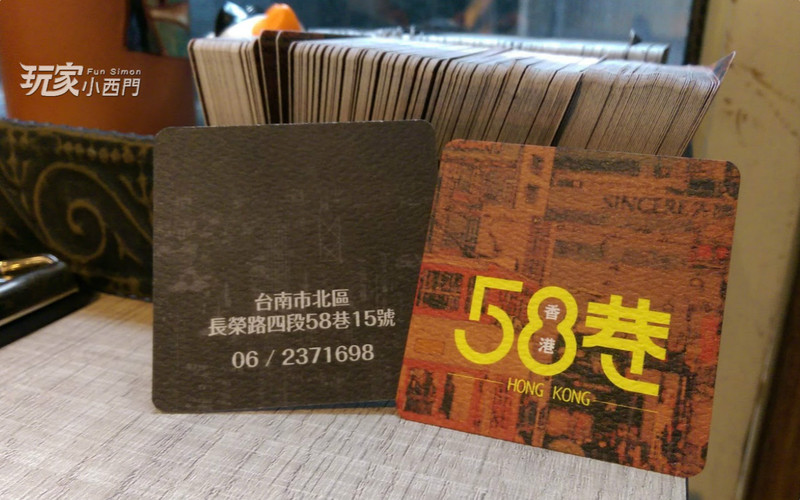 玩家
Fun Simon
小西門
台南市北區
長榮路四段58巷15號
06 / 2371698
SINCERE
58巷
香港
HONG KONG